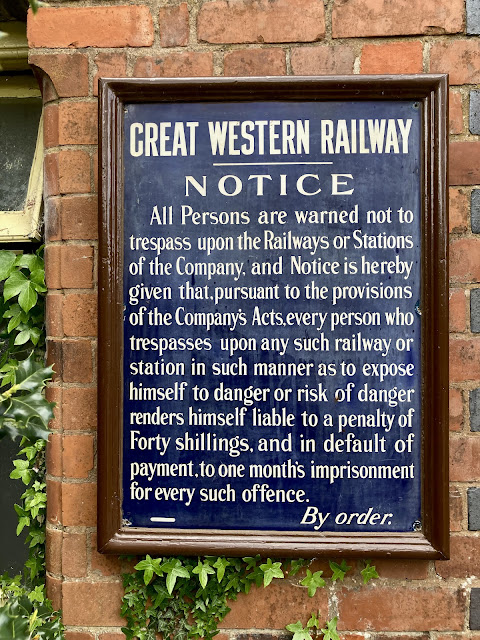 GREAT WESTERN RAILWAY
NOTICE
All Persons are warned not to
trespass upon the Railways or Stations
of the Company, and Notice is hereby
given that, pursuant to the provisions
of the Company's Acts, every person who
trespasses upon any such railway or
station in such manner as to expose
himself to danger or risk of danger
renders himself liable to a penalty of
Forty shillings, and in default of
payment, to one month's imprisonment
for every such offence.
By order.